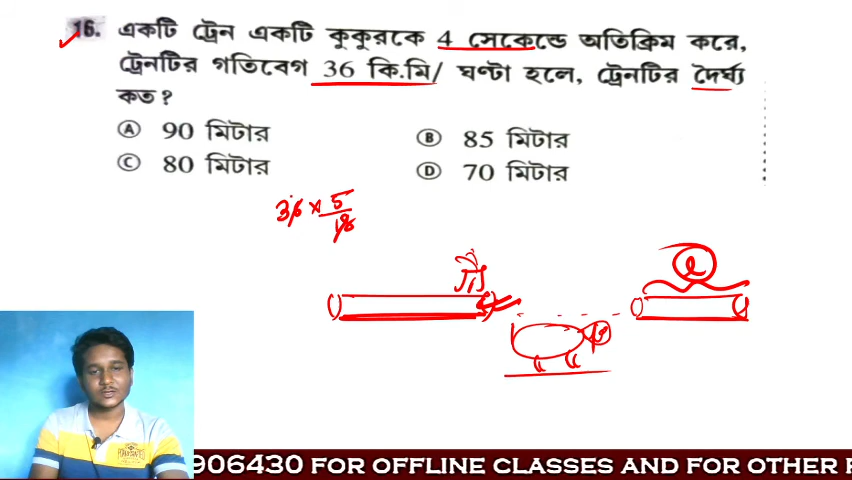 16. একটি ট্রেন একটি কুকুরকে 4 সেকেন্ডে অতিক্রম করে,
ট্রেনটির গতিবেগ 36 কি.মি/ ঘণ্টা হলে, ট্রেনটির দৈর্ঘ্য
কত?
Ⓐ 90 মিটার Ⓑ 85 মিটার
Ⓒ 80 মিটার Ⓓ 70 মিটার
36 × 5/18
906430 FOR OFFLINE CLASSES AND FOR OTHER